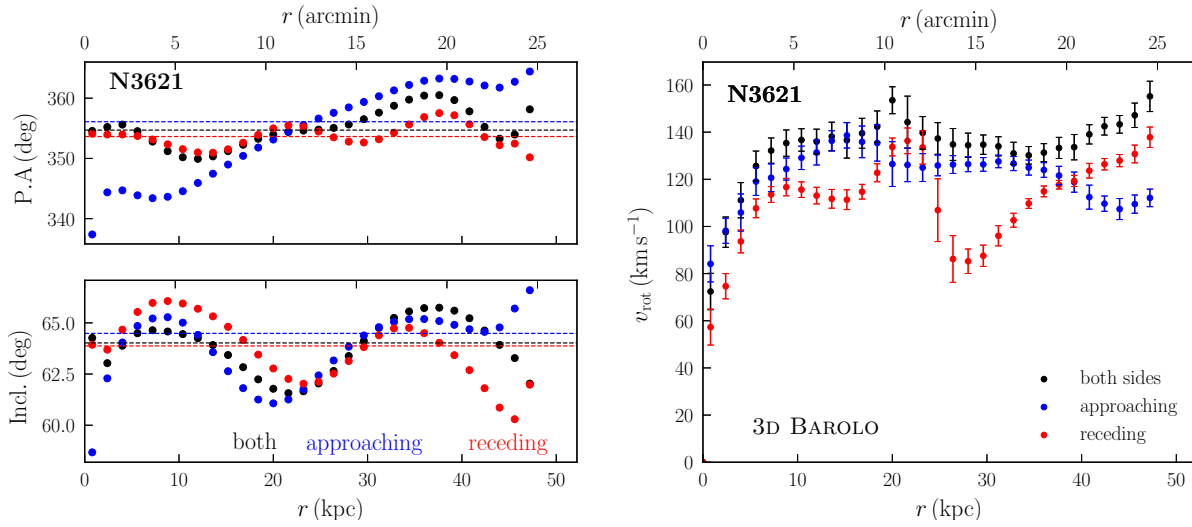 r (arcmin)
0 5 10 15 20 25
N3621
360
350
340
P.A (deg)
65.0
62.5
60.0
Incl. (deg)
both approaching receding
0 10 20 30 40 50
r (kpc)
r (arcmin)
0 5 10 15 20 25
N3621
160
140
120
100
80
60
40
20
0
v_rot (km s⁻¹)
both sides
approaching
receding
3D BAROLO
0 10 20 30 40 50
r (kpc)